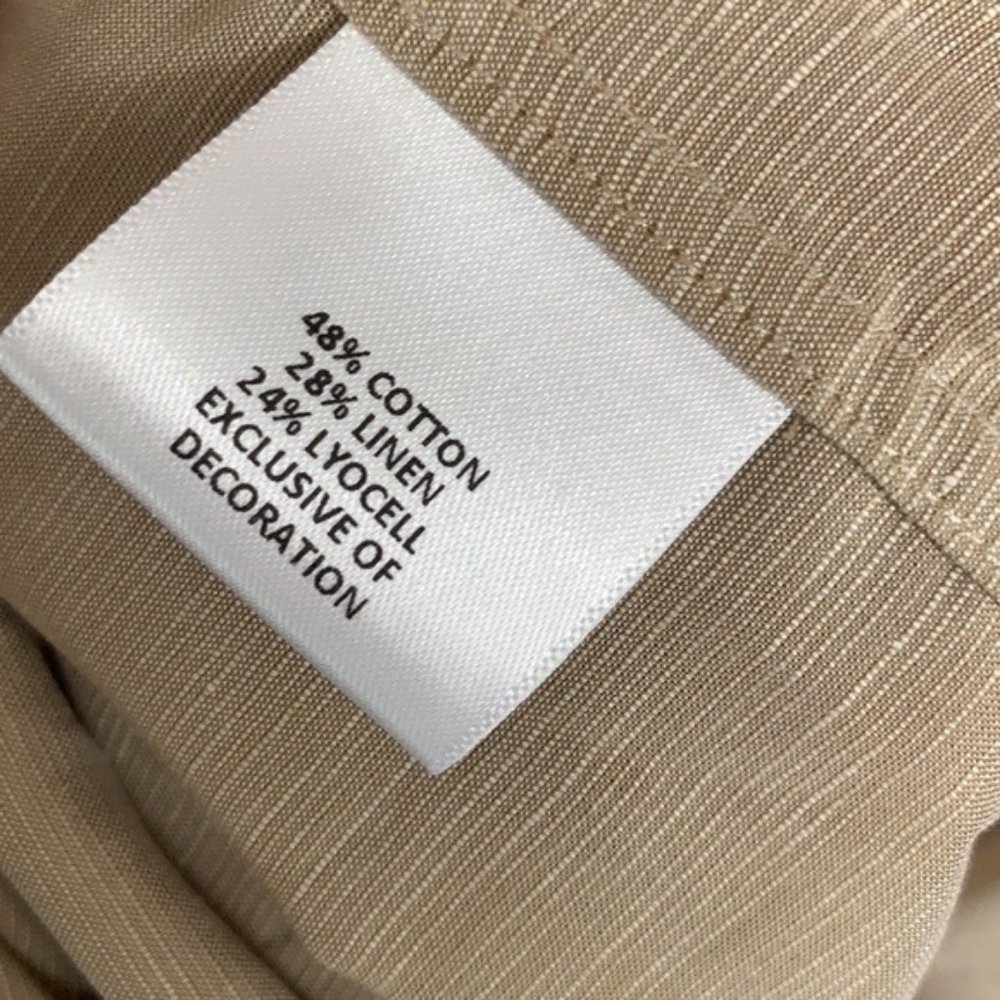 48% COTTON
28% LINEN
24% LYOCELL
EXCLUSIVE OF
DECORATION